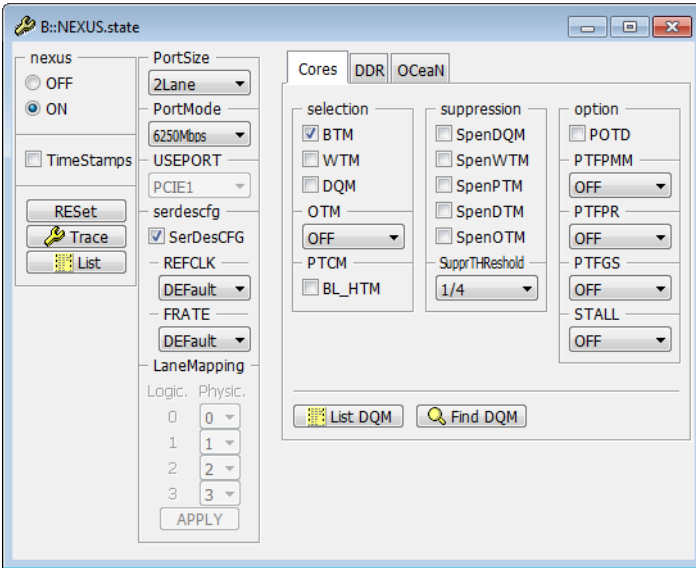 B::NEXUS.state
nexus
OFF
ON
TimeStamps
RESet
Trace
List
PortSize
2Lane
PortMode
6250Mbps
USEPORT
PCIE1
serdescfg
SerDesCFG
REFCLK
DEFault
FRATE
DEFault
LaneMapping
Logic. Physic.
0 0
1 1
2 2
3 3
APPLY
Cores DDR OCeaN
selection
BTM
WTM
DQM
OTM
OFF
PTCM
BL_HTM
suppression
SpenDQM
SpenWTM
SpenPTM
SpenDTM
SpenOTM
SupprTHReshold
1/4
option
POTD
PTFPMM
OFF
PTFPR
OFF
PTFGS
OFF
STALL
OFF
List DQM Find DQM